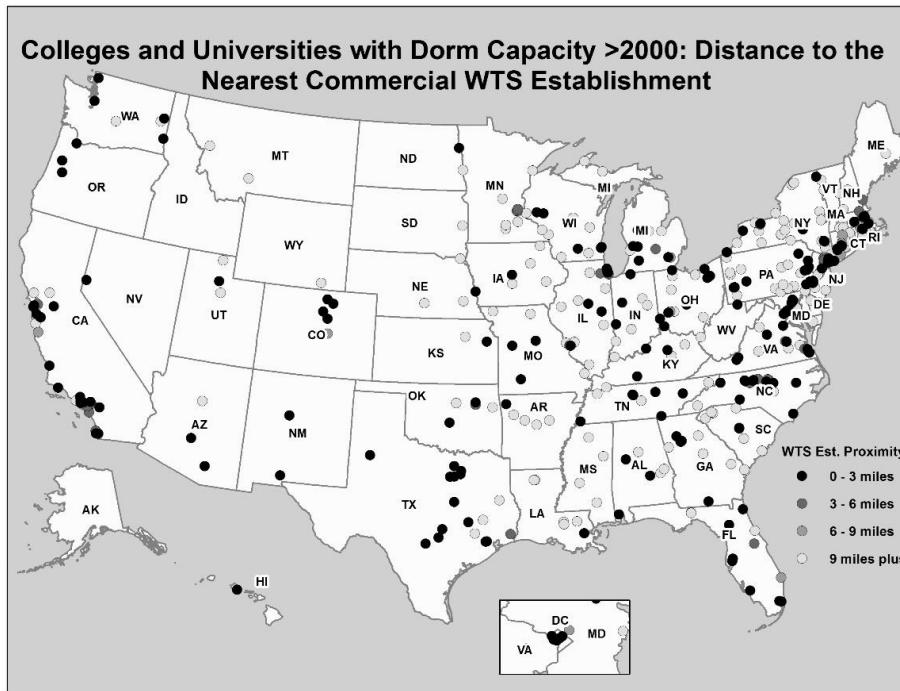 Colleges and Universities with Dorm Capacity >2000: Distance to the
Nearest Commercial WTS Establishment
WA
MT
ND
MN
ME
OR
ID
SD
WI
MI
MI
VT
NH
NY
MA
CT
RI
WY
IA
NE
PA
NJ
NV
UT
CO
CA
IL
IN
OH
DE
MD
WV
VA
KS
MO
KY
OK
AR
TN
NC
AZ
NM
SC
MS
AL
GA
TX
LA
FL
AK
HI
WTS Est. Proximity
0 - 3 miles
3 - 6 miles
6 - 9 miles
9 miles plus
DC
MD
VA